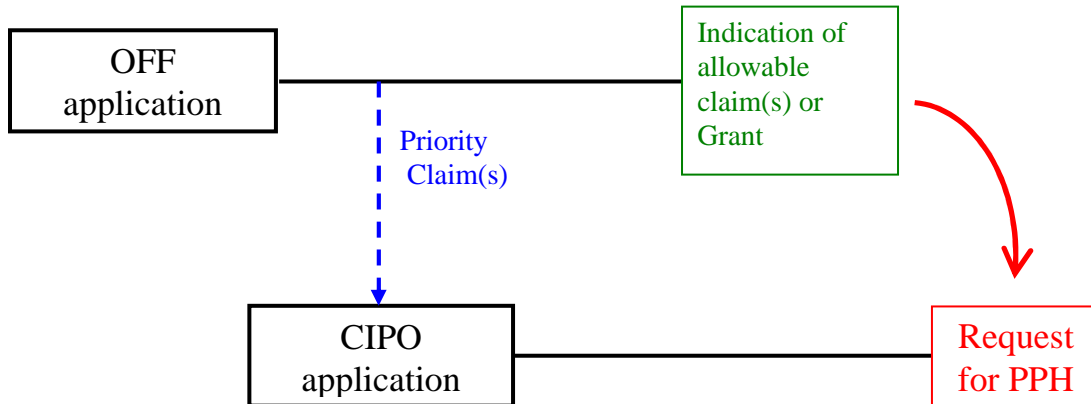 OFF
application
Indication of
allowable
claim(s) or
Grant
Priority
Claim(s)
CIPO
application
Request
for PPH